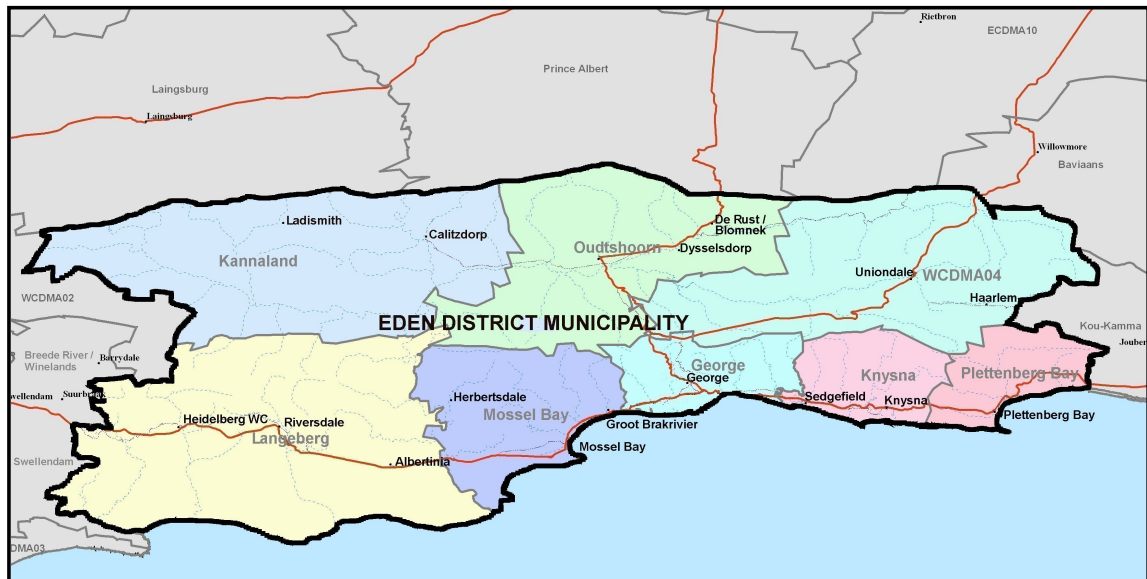 Rietbron
ECDMA10
Prince Albert
Laingsburg
Laingsburg
Willowmore
Baviaans
Ladismith
De Rust /
Blomnek
Calitzdorp
Oudtshoorn
Dysselsdorp
Kannaland
Uniondale
WCDMA04
WCDMA02
Haarlem
EDEN DISTRICT MUNICIPALITY
Kou-Kamma
Jouber
Breede River /
Winelands
Barrydale
George
George
Knysna
Plettenberg Bay
wellendam
Herbertsdale
Mossel Bay
Sedgefield
Knysna
Plettenberg Bay
Heidelberg WC
Riversdale
Langeberg
Groot Brakrivier
Mossel Bay
Albertinia
Swellendam
DMA03